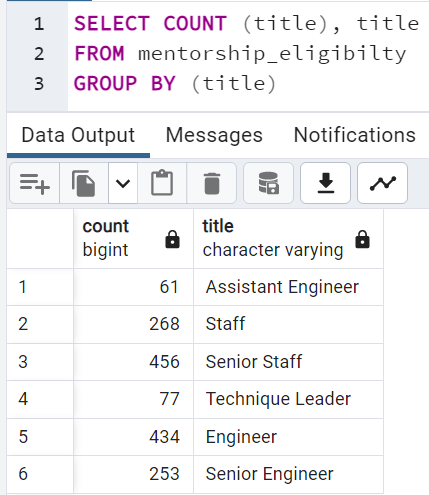 1 SELECT COUNT (title), title
2 FROM mentorship_eligibilty
3 GROUP BY (title)
Data Output Messages Notifications
count title
bigint character varying
1 61 Assistant Engineer
2 268 Staff
3 456 Senior Staff
4 77 Technique Leader
5 434 Engineer
6 253 Senior Engineer